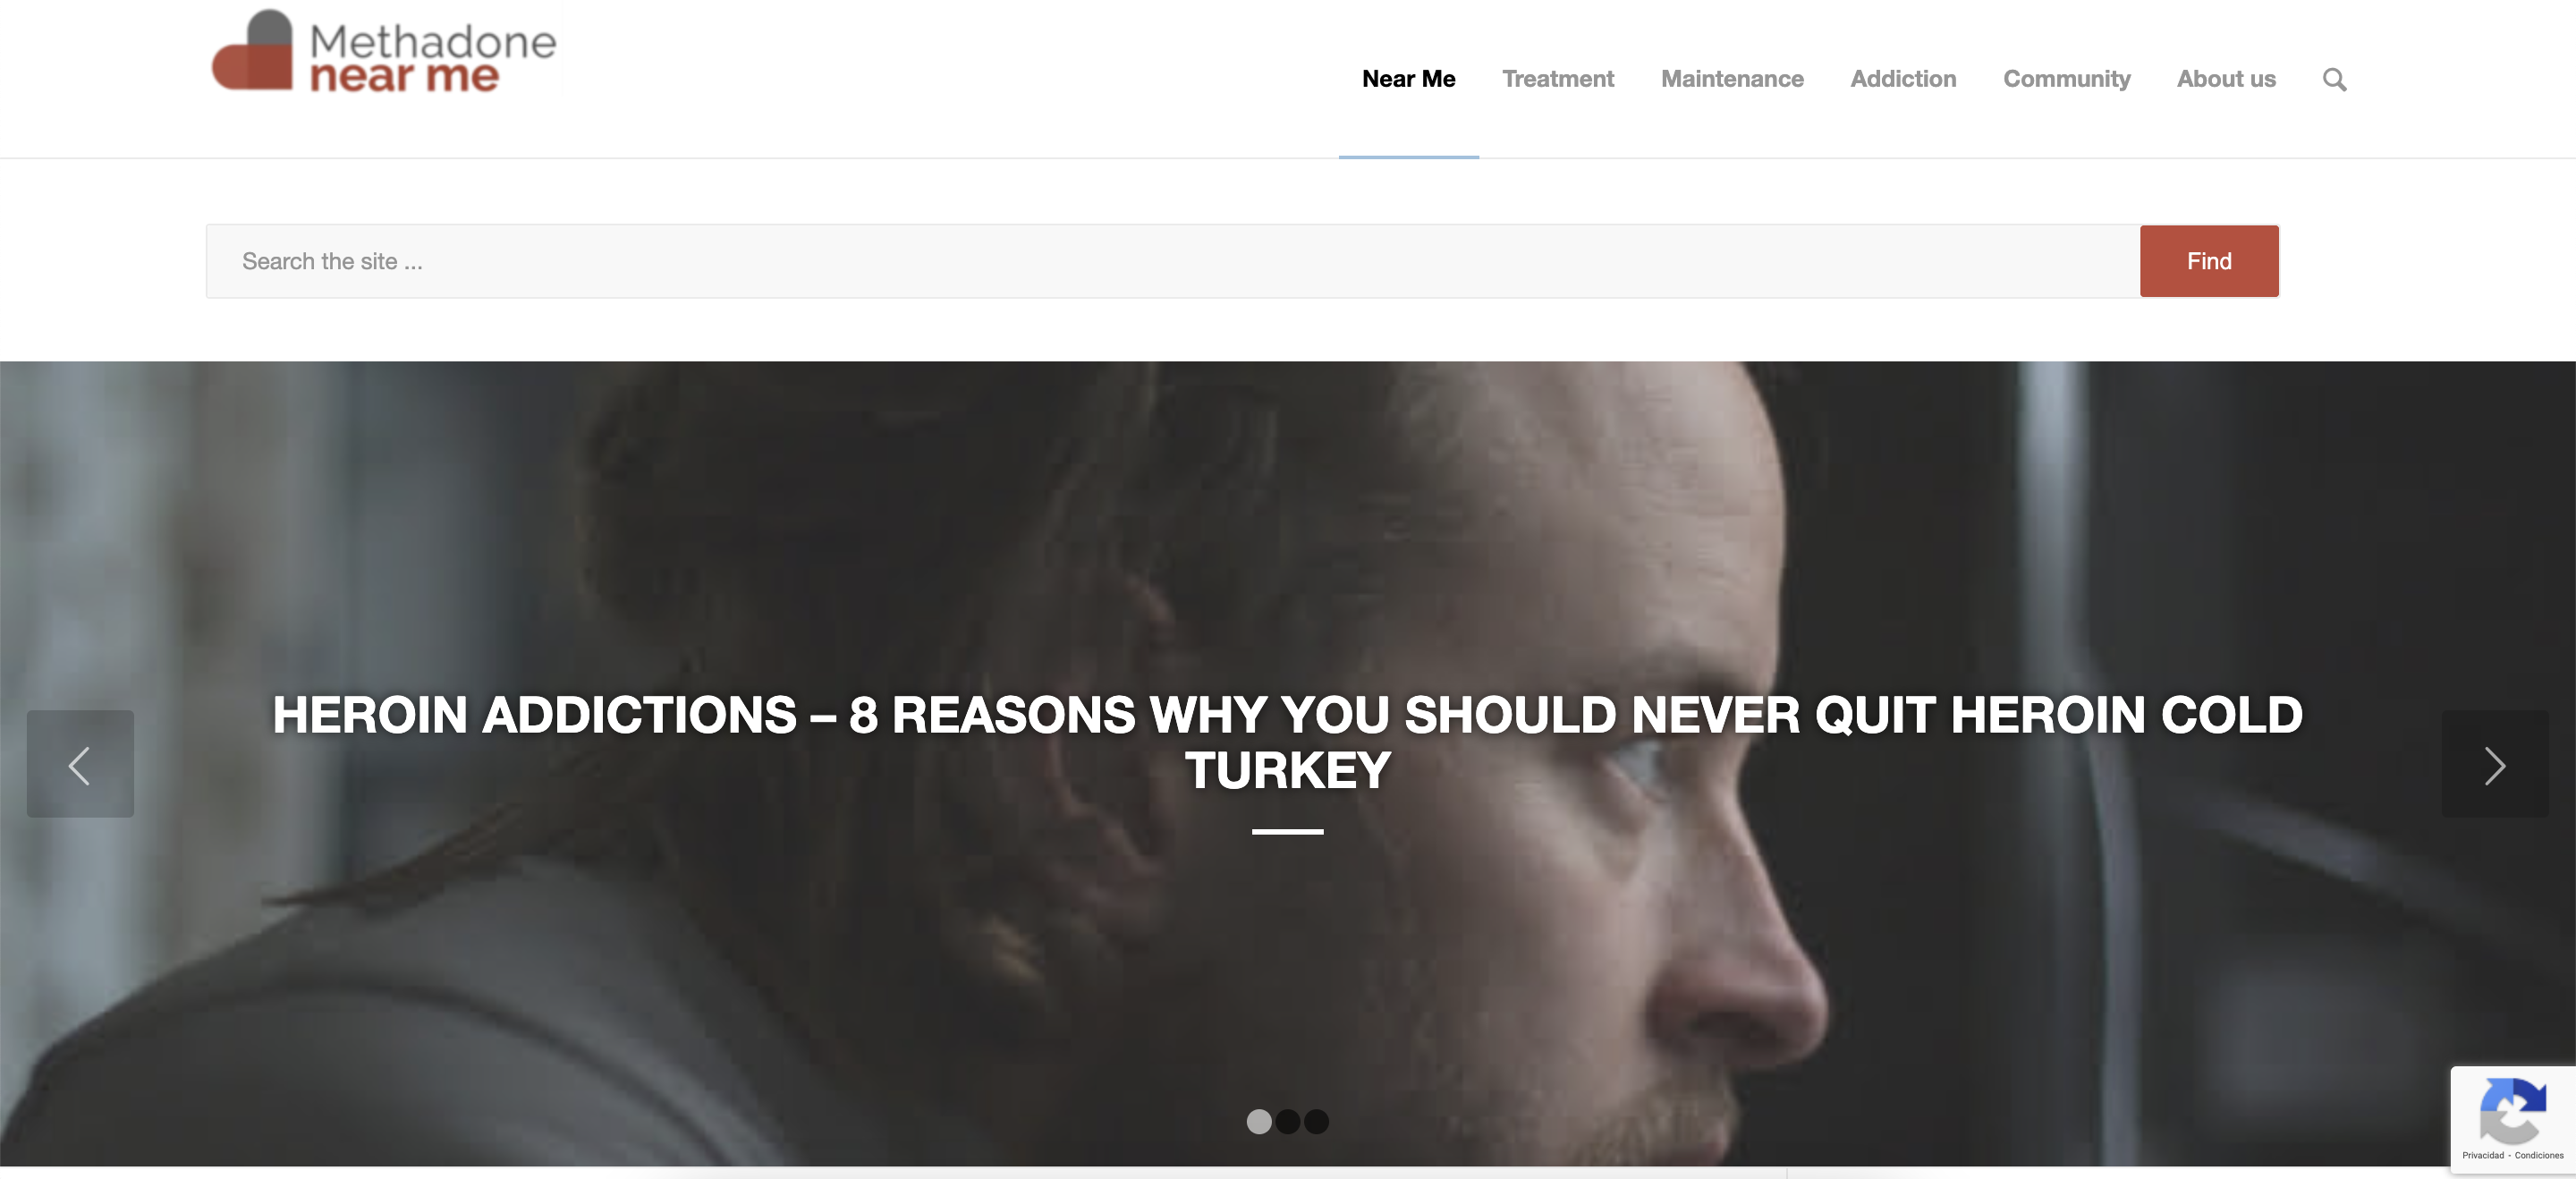 Methadone
near me
Near Me Treatment Maintenance Addiction Community About us
Search the site ...
Find
HEROIN ADDICTIONS – 8 REASONS WHY YOU SHOULD NEVER QUIT HEROIN COLD
TURKEY
Privacidad - Condiciones